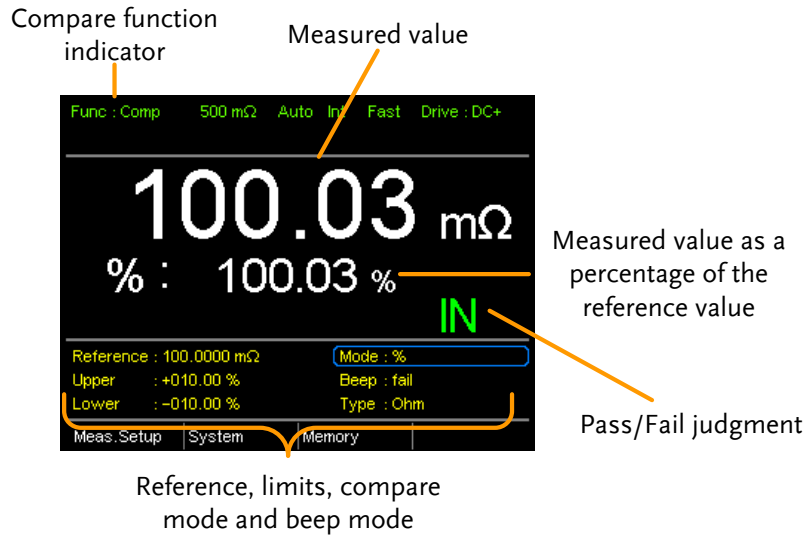 Compare function
indicator
Measured value
Func : Comp 500 mΩ Auto Int Fast Drive : DC+
100.03 mΩ
% : 100.03 %
Measured value as a
percentage of the
reference value
IN
Reference : 100.0000 mΩ Mode : %
Upper : +010.00 % Beep : fail
Lower : -010.00 % Type : Ohm
Pass/Fail judgment
Meas.Setup System Memory
Reference, limits, compare
mode and beep mode